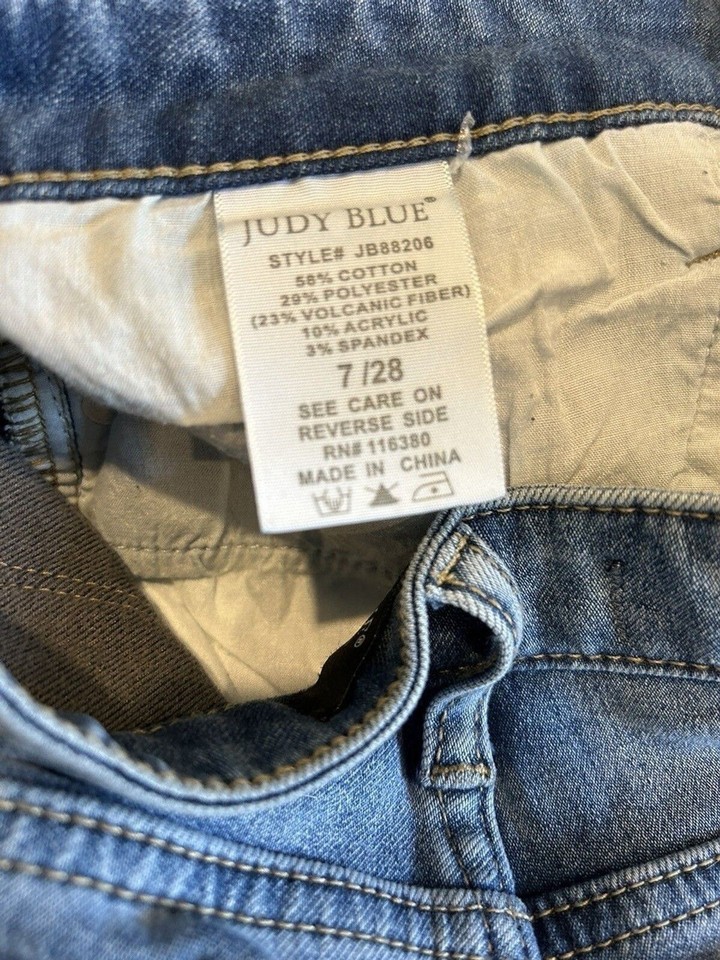 JUDY BLUE®
STYLE# JB88206
58% COTTON
29% POLYESTER
(23% VOLCANIC FIBER)
10% ACRYLIC
3% SPANDEX
7 /28
SEE CARE ON
REVERSE SIDE
RN# 116380
MADE IN CHINA